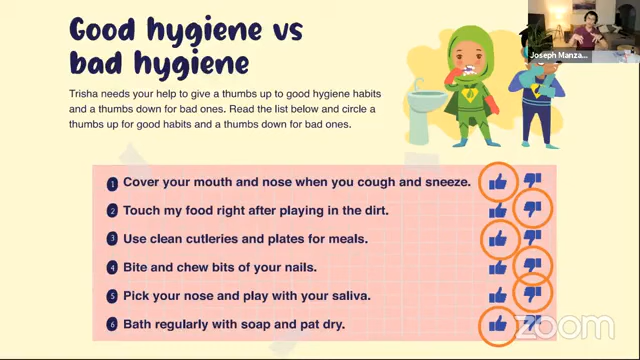 Good hygiene vs
bad hygiene
Joseph Manza...
Trisha needs your help to give a thumbs up to good hygiene habits
and a thumbs down for bad ones. Read the list below and circle a
thumbs up for good habits and a thumbs down for bad ones.
1 Cover your mouth and nose when you cough and sneeze.
2 Touch my food right after playing in the dirt.
3 Use clean cutleries and plates for meals.
4 Bite and chew bits of your nails.
5 Pick your nose and play with your saliva.
6 Bath regularly with soap and pat dry.
zoom